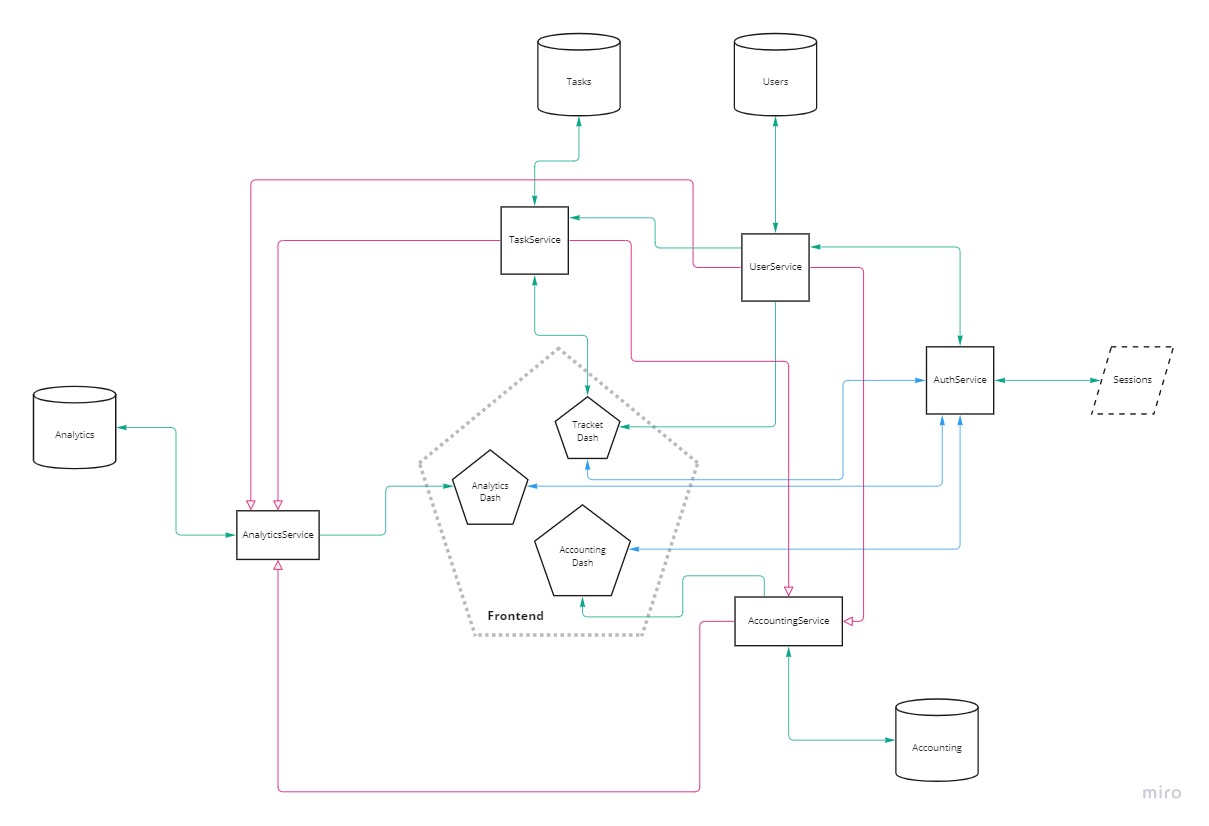 Tasks
Users
TaskService
UserService
AuthService
Sessions
Analytics
Tracket
Dash
Analytics
Dash
AnalyticsService
Accounting
Dash
Frontend
AccountingService
Accounting
miro